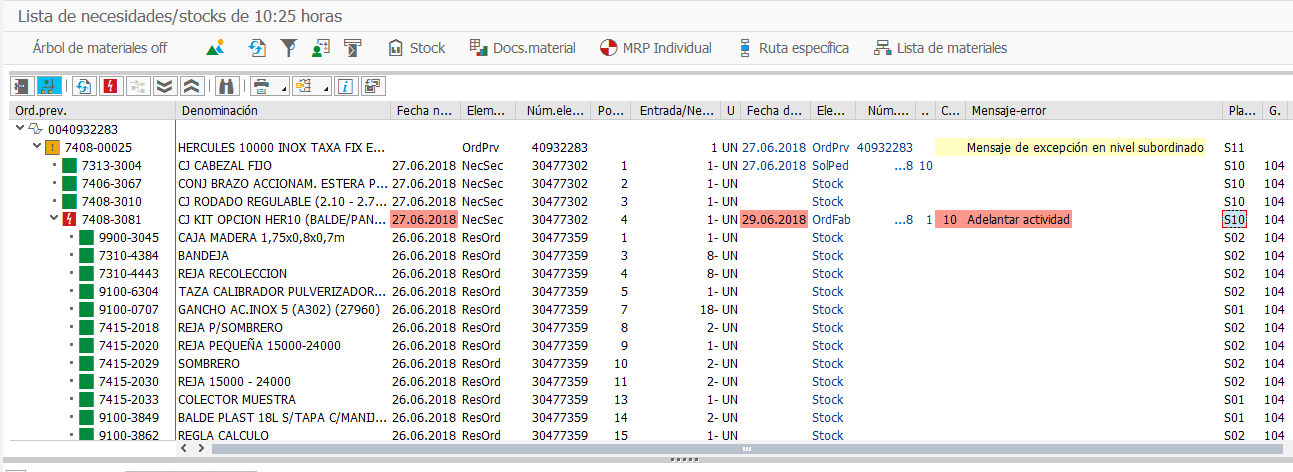 Lista de necesidades/stocks de 10:25 horas
Árbol de materiales off Stock Docs.material MRP Individual Ruta específica Lista de materiales
Ord.prev. Denominación Fecha n... Elem... Núm.ele... Po... Entrada/Ne... U Fecha d... Ele... Núm.... .. C... Mensaje-error Pla... G.
0040932283
7408-00025 HERCULES 10000 INOX TAXA FIX E... OrdPrv 40932283 1 UN 27.06.2018 OrdPrv 40932283 Mensaje de excepción en nivel subordinado S11
7313-3004 CJ CABEZAL FIJO 27.06.2018 NecSec 30477302 1 1- UN 27.06.2018 SolPed ...8 10 S10 104
7406-3067 CONJ BRAZO ACCIONAM. ESTERA P... 27.06.2018 NecSec 30477302 2 1- UN Stock S10 104
7408-3010 CJ RODADO REGULABLE (2.10 - 2.7... 27.06.2018 NecSec 30477302 3 1- UN Stock S10 104
7408-3081 CJ KIT OPCION HER10 (BALDE/PAN... 27.06.2018 NecSec 30477302 4 1- UN 29.06.2018 OrdFab ...8 1 10 Adelantar actividad S10 104
9900-3045 CAJA MADERA 1,75x0,8x0,7m 26.06.2018 ResOrd 30477359 1 1- UN Stock S02 104
7310-4384 BANDEJA 26.06.2018 ResOrd 30477359 3 8- UN Stock S02 104
7310-4443 REJA RECOLECCION 26.06.2018 ResOrd 30477359 4 8- UN Stock S02 104
9100-6304 TAZA CALIBRADOR PULVERIZADOR... 26.06.2018 ResOrd 30477359 5 1- UN Stock S02 104
9100-0707 GANCHO AC.INOX 5 (A302) (27960) 26.06.2018 ResOrd 30477359 7 18- UN Stock S01 104
7415-2018 REJA P/SOMBRERO 26.06.2018 ResOrd 30477359 8 2- UN Stock S02 104
7415-2020 REJA PEQUEÑA 15000-24000 26.06.2018 ResOrd 30477359 9 1- UN Stock S02 104
7415-2029 SOMBRERO 26.06.2018 ResOrd 30477359 10 2- UN Stock S02 104
7415-2030 REJA 15000 - 24000 26.06.2018 ResOrd 30477359 11 2- UN Stock S02 104
7415-2033 COLECTOR MUESTRA 26.06.2018 ResOrd 30477359 13 1- UN Stock S01 104
9100-3849 BALDE PLAST 18L S/TAPA C/MANIJ... 26.06.2018 ResOrd 30477359 14 2- UN Stock S01 104
9100-3862 REGLA CALCULO 26.06.2018 ResOrd 30477359 15 1- UN Stock S02 104